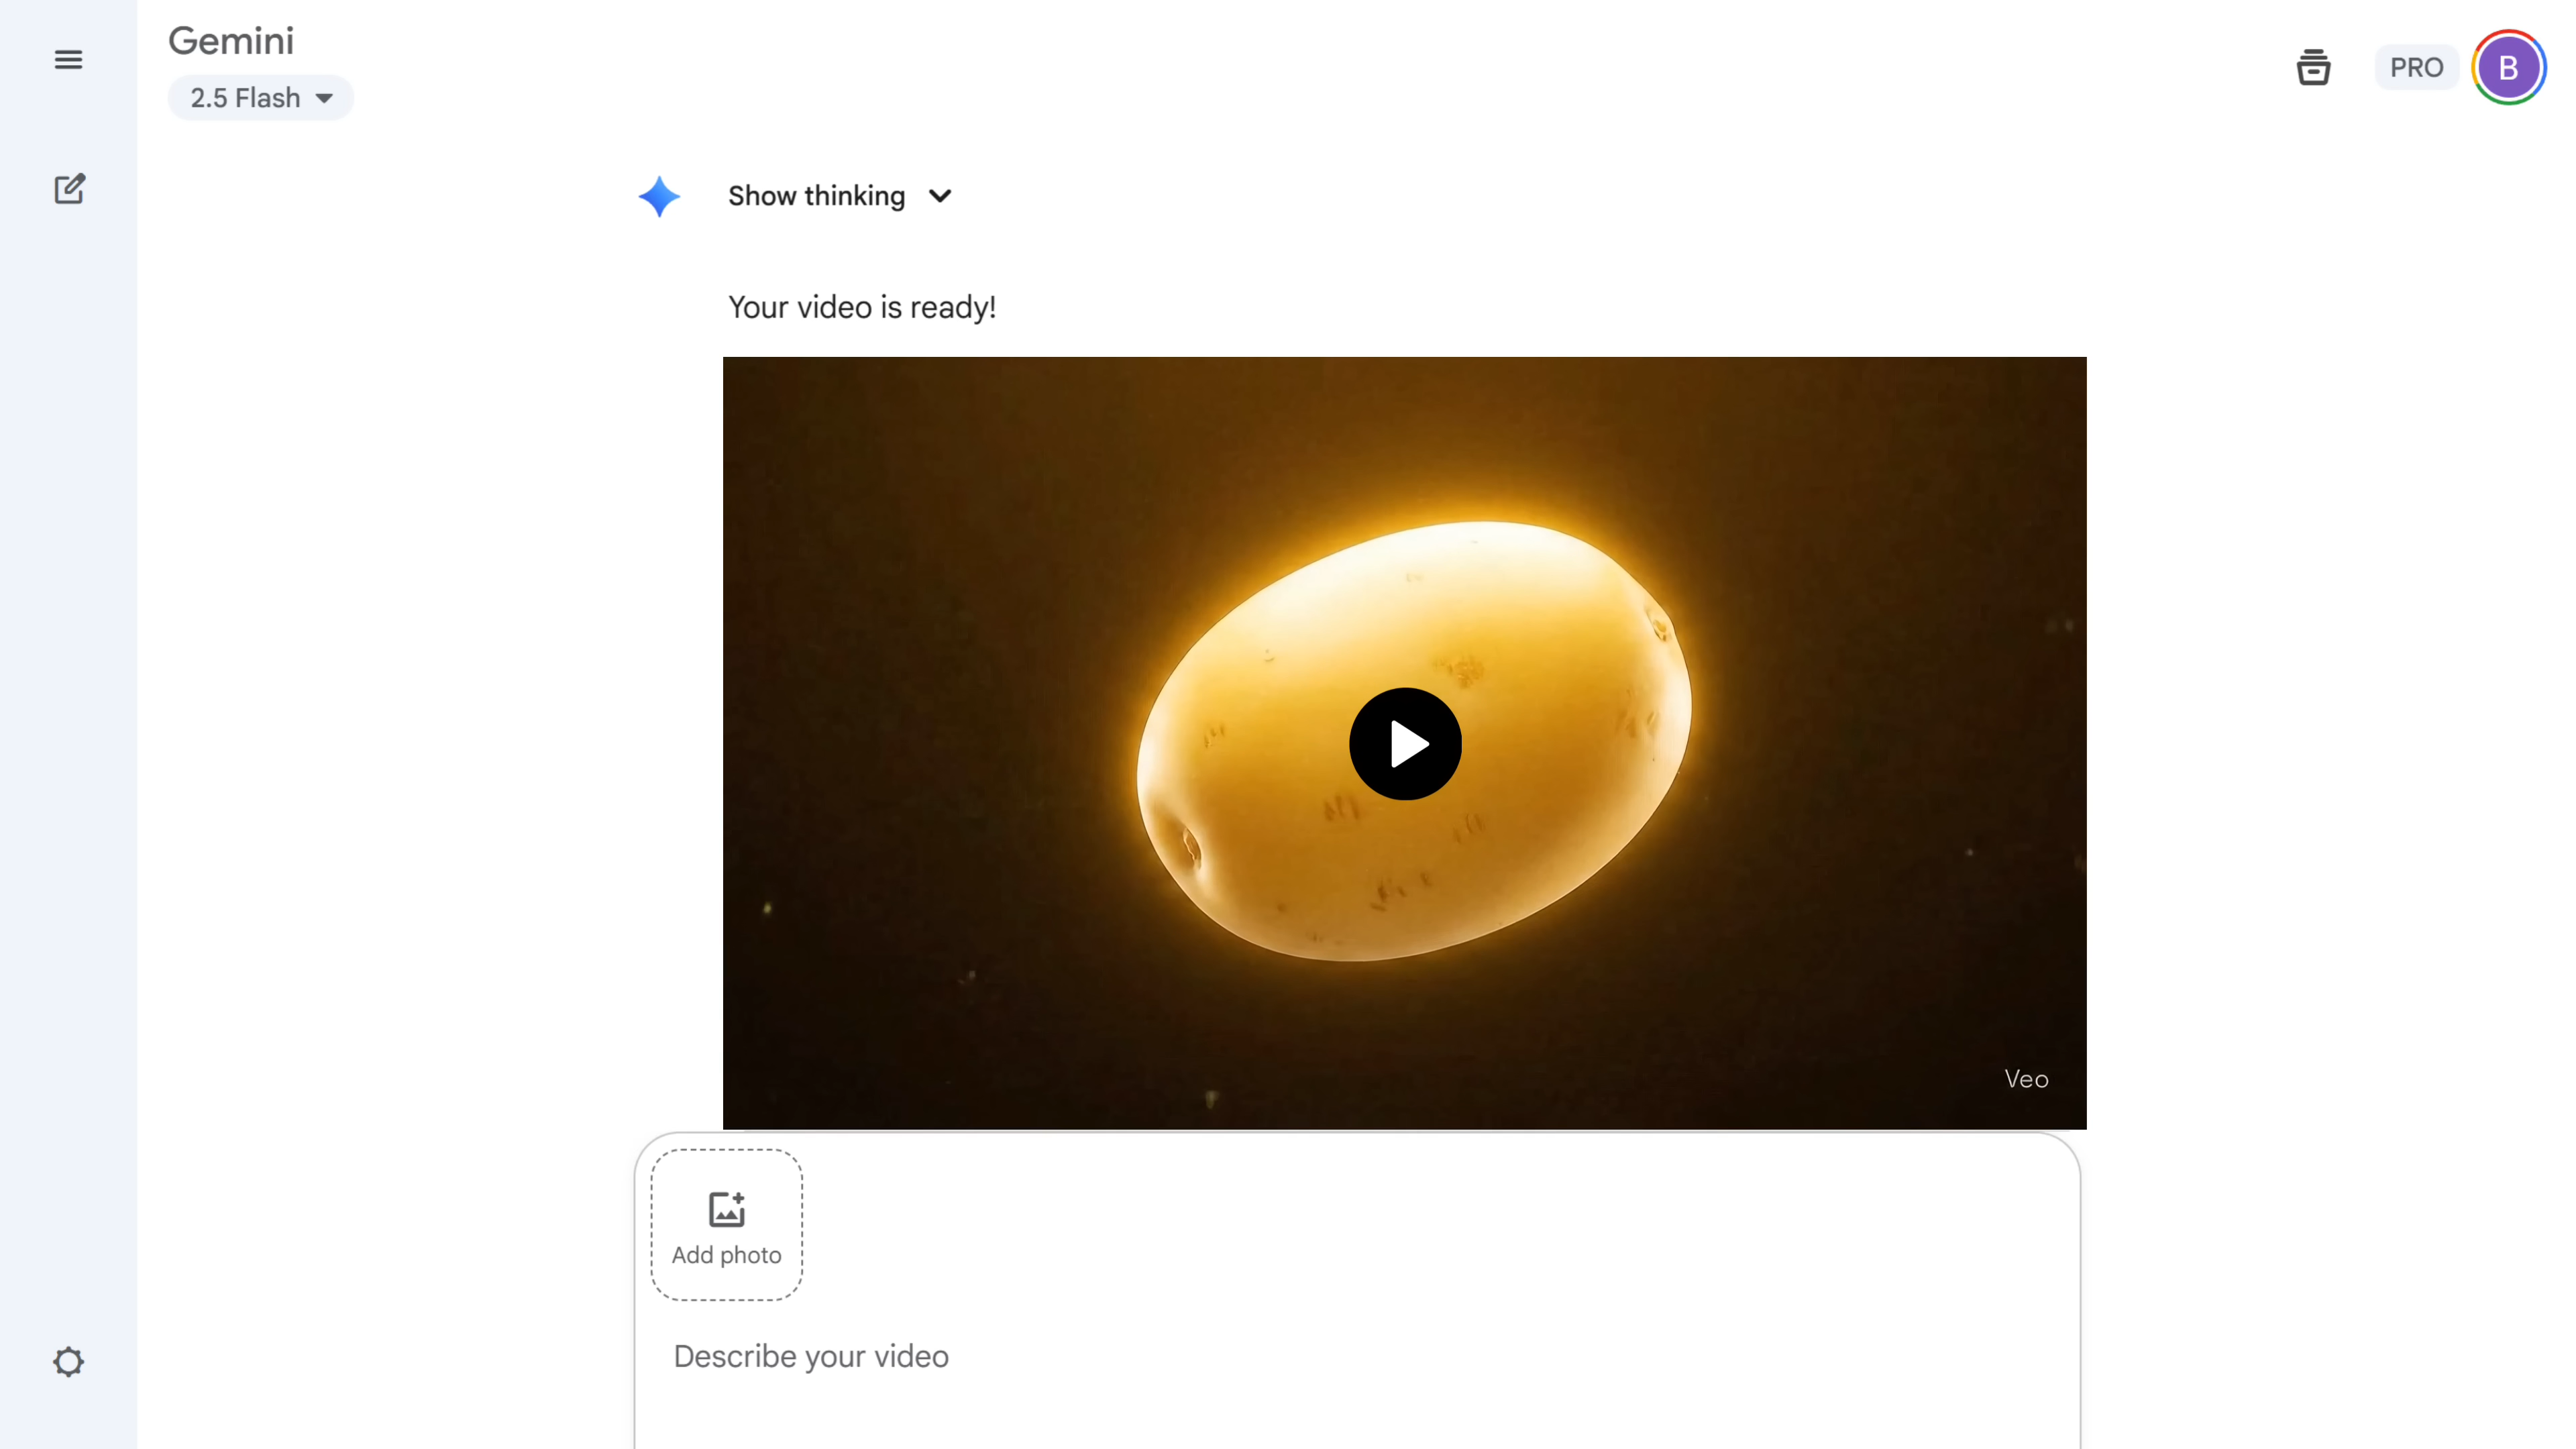 Gemini
2.5 Flash
PRO
B
Show thinking
Your video is ready!
Veo
Add photo
Describe your video